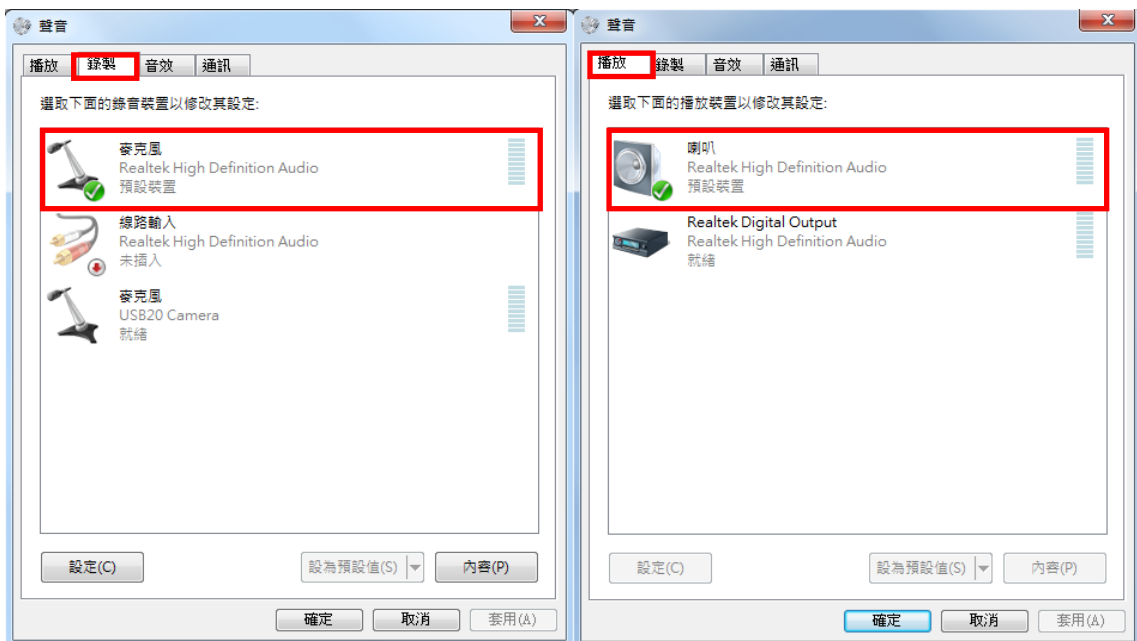 聲音
播放 錄製 音效 通訊
選取下面的錄音裝置以修改其設定:
麥克風
Realtek High Definition Audio
預設裝置
線路輸入
Realtek High Definition Audio
未插入
麥克風
USB20 Camera
就緒
設定(C) 設為預設值(S) 內容(P)
確定 取消 套用(A)
聲音
播放 錄製 音效 通訊
選取下面的播放裝置以修改其設定:
喇叭
Realtek High Definition Audio
預設裝置
Realtek Digital Output
Realtek High Definition Audio
就緒
設定(C) 設為預設值(S) 內容(P)
確定 取消 套用(A)